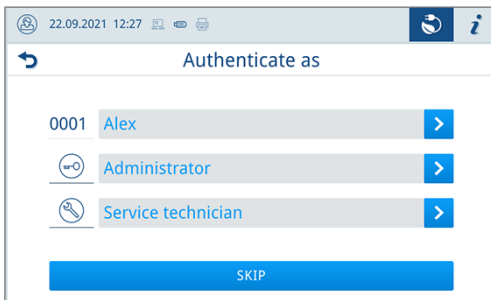 22.09.2021 12:27
Authenticate as
0001 Alex
Administrator
Service technician
SKIP